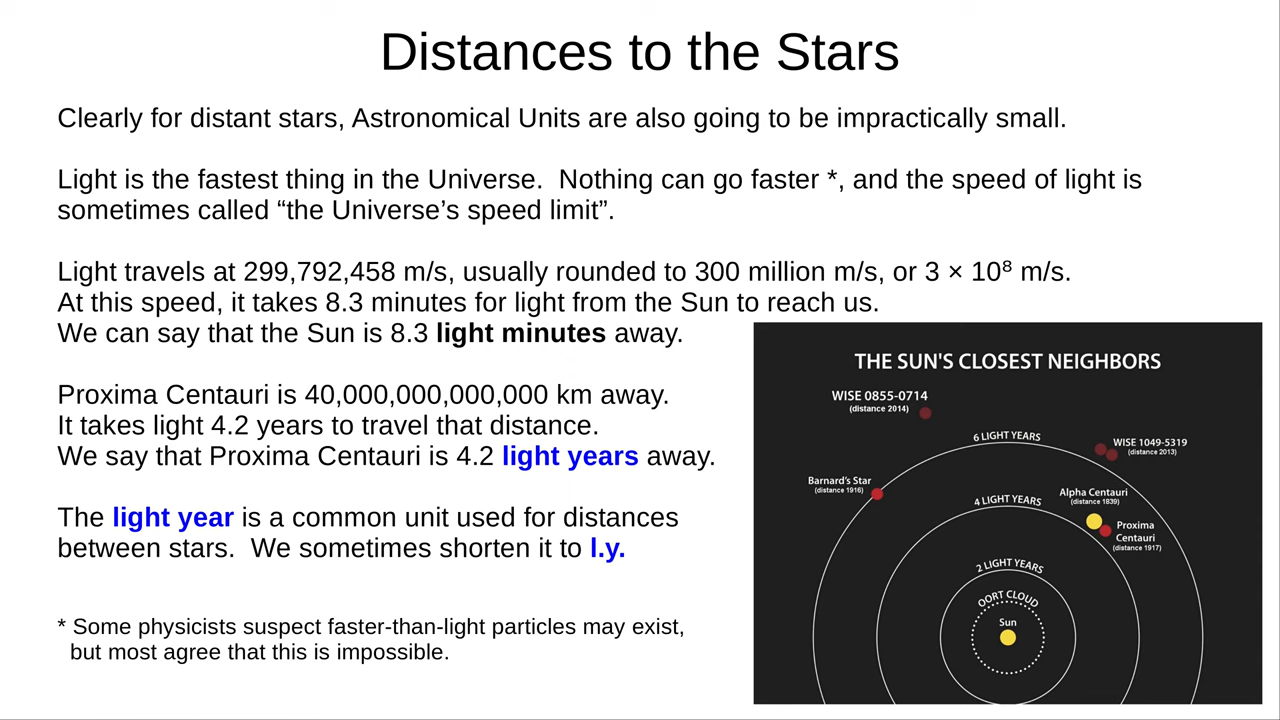 Distances to the Stars
Clearly for distant stars, Astronomical Units are also going to be impractically small.
Light is the fastest thing in the Universe.  Nothing can go faster *, and the speed of light is
sometimes called “the Universe’s speed limit”.
Light travels at 299,792,458 m/s, usually rounded to 300 million m/s, or 3 × 10⁸ m/s.
At this speed, it takes 8.3 minutes for light from the Sun to reach us.
We can say that the Sun is 8.3 light minutes away.
Proxima Centauri is 40,000,000,000,000 km away.
It takes light 4.2 years to travel that distance.
We say that Proxima Centauri is 4.2 light years away.
The light year is a common unit used for distances
between stars.  We sometimes shorten it to l.y.
* Some physicists suspect faster-than-light particles may exist,
but most agree that this is impossible.
THE SUN'S CLOSEST NEIGHBORS
WISE 0855-0714
(distance 2014)
6 LIGHT YEARS
WISE 1049-5319
(distance 2013)
Barnard's Star
(distance 1916)
4 LIGHT YEARS
Alpha Centauri
(distance 1839)
Proxima
Centauri
(distance 1917)
2 LIGHT YEARS
OORT CLOUD
Sun